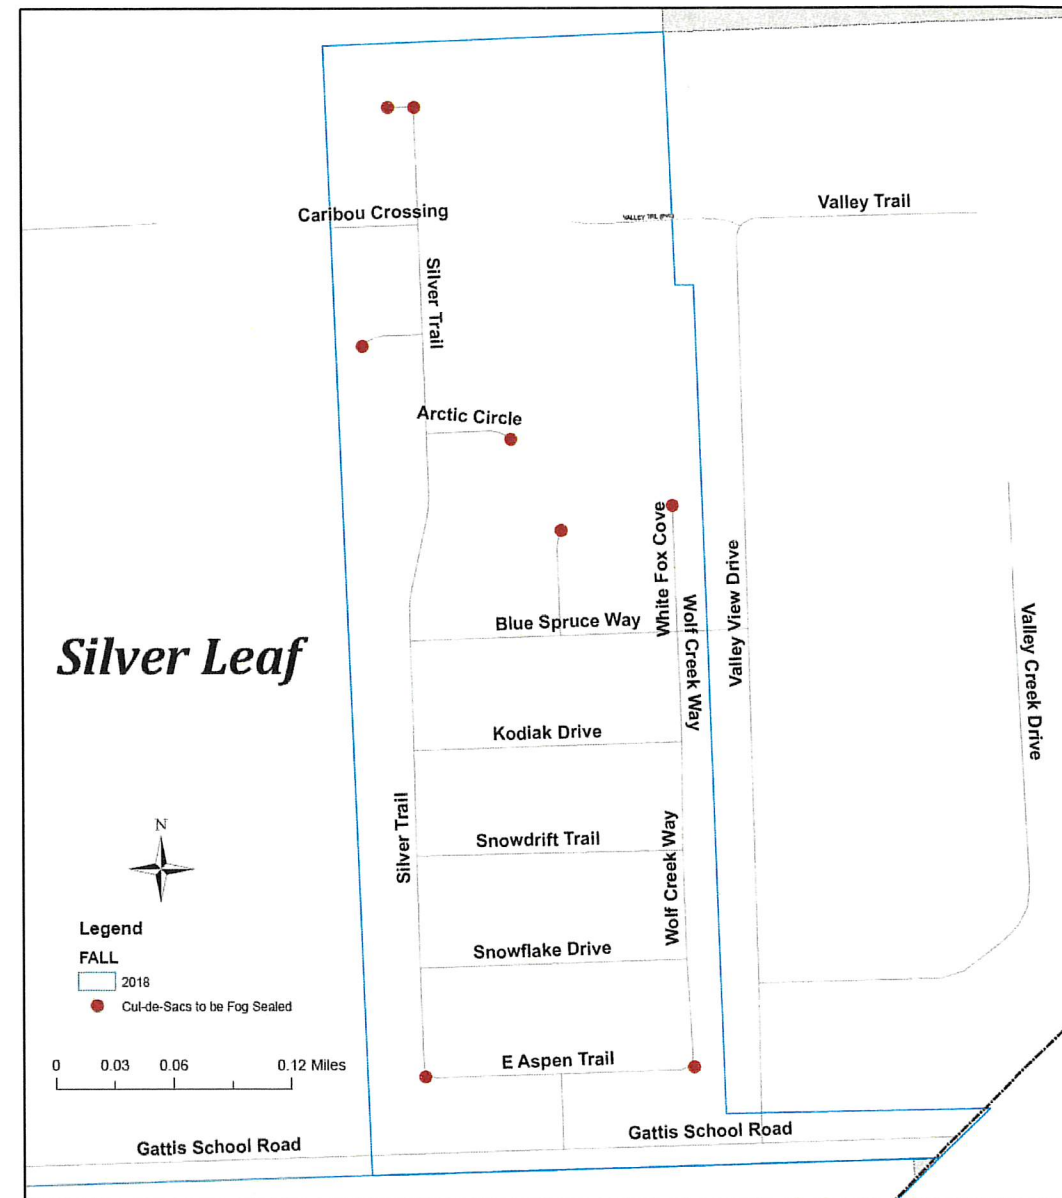 Caribou Crossing
VALLEY TRL (PVT)
Valley Trail
Silver Trail
Arctic Circle
White Fox Cove
Blue Spruce Way
Wolf Creek Way
Valley View Drive
Valley Creek Drive
Silver Leaf
Kodiak Drive
Silver Trail
Snowdrift Trail
Wolf Creek Way
N
Snowflake Drive
Legend
FALL
2018
Cul-de-Sacs to be Fog Sealed
0 0.03 0.06 0.12 Miles
E Aspen Trail
Gattis School Road
Gattis School Road